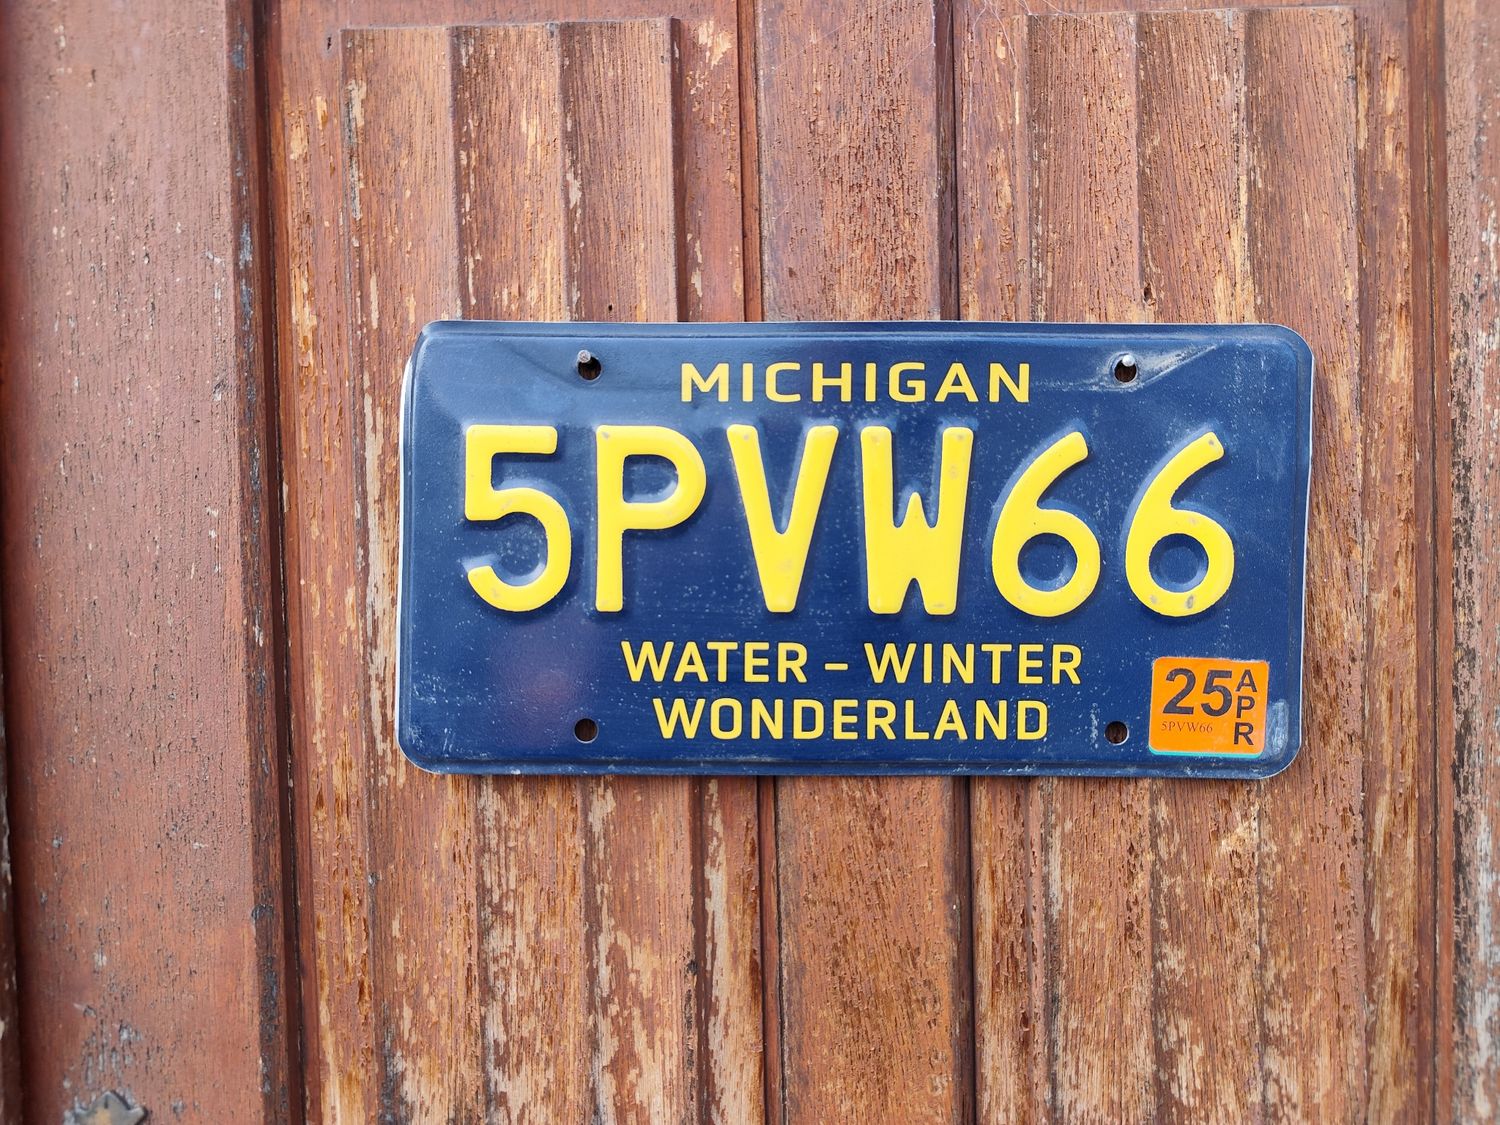 MICHIGAN
5PVW66
WATER – WINTER
WONDERLAND
25
APR
5PVW66